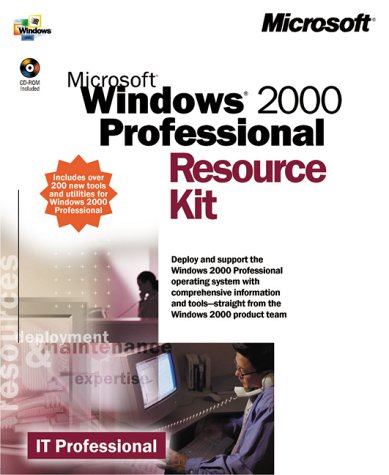 Windows
Microsoft®
CD-ROM
Included
Microsoft®
Windows® 2000
Professional
Resource
Kit
Includes over
200 new tools
and utilities for
Windows 2000
Professional
Deploy and support the
Windows 2000 Professional
operating system with
comprehensive information
and tools—straight from the
Windows 2000 product team
resources
deployment
&
maintenance
expertise
IT Professional